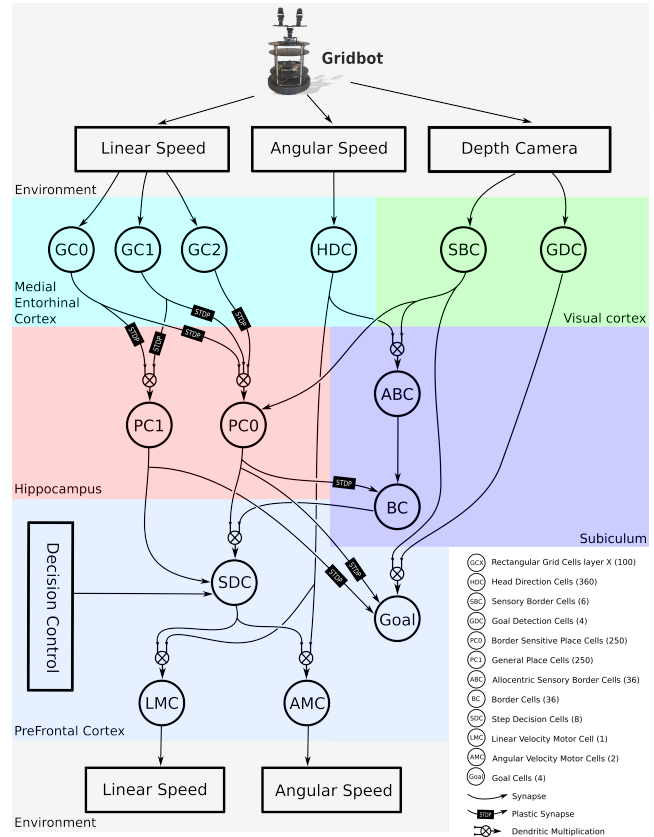 Gridbot
Linear Speed
Angular Speed
Depth Camera
Environment
GC0
GC1
GC2
HDC
SBC
GDC
Medial
Entorhinal
Cortex
Visual cortex
STDP
STDP
STDP
STDP
STDP
ABC
PC1
PC0
Hippocampus
STDP
BC
Subiculum
Decision Control
SDC
STDP
STDP
Goal
LMC
AMC
PreFrontal Cortex
Linear Speed
Angular Speed
Environment
GCX Rectangular Grid Cells layer X (100)
HDC Head Direction Cells (360)
SBC Sensory Border Cells (6)
GDC Goal Detection Cells (4)
PC0 Border Sensitive Place Cells (250)
PC1 General Place Cells (250)
ABC Allocentric Sensory Border Cells (36)
BC Border Cells (36)
SDC Step Decision Cells (8)
LMC Linear Velocity Motor Cell (1)
AMC Angular Velocity Motor Cells (2)
Goal Goal Cells (4)
Synapse
STDP Plastic Synapse
Dendritic Multiplication